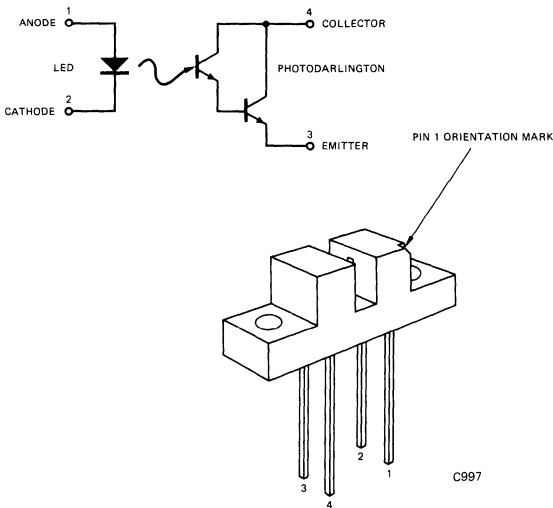 1
ANODE
4
COLLECTOR
LED
PHOTODARLINGTON
2
CATHODE
3
EMITTER
PIN 1 ORIENTATION MARK
2
1
3
4
C997